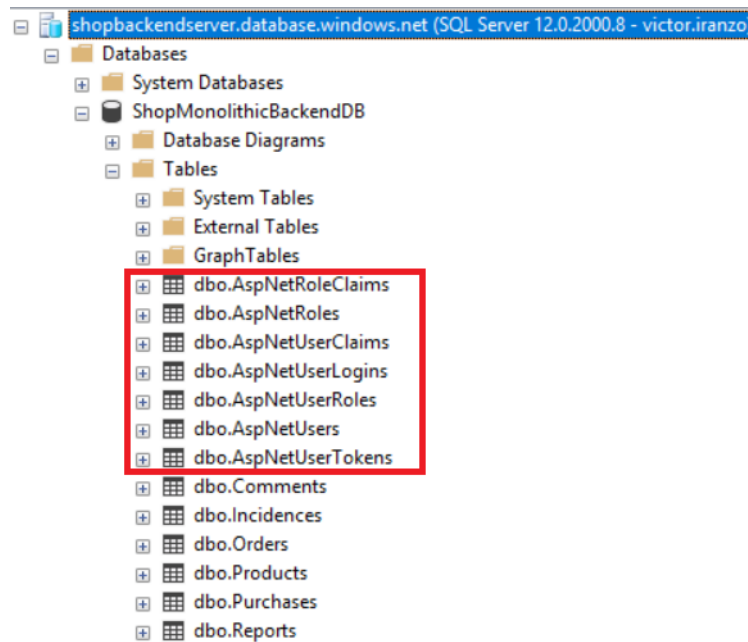 shopbackendserver.database.windows.net (SQL Server 12.0.2000.8 - victor.iranzo
Databases
System Databases
ShopMonolithicBackendDB
Database Diagrams
Tables
System Tables
External Tables
GraphTables
dbo.AspNetRoleClaims
dbo.AspNetRoles
dbo.AspNetUserClaims
dbo.AspNetUserLogins
dbo.AspNetUserRoles
dbo.AspNetUsers
dbo.AspNetUserTokens
dbo.Comments
dbo.Incidences
dbo.Orders
dbo.Products
dbo.Purchases
dbo.Reports